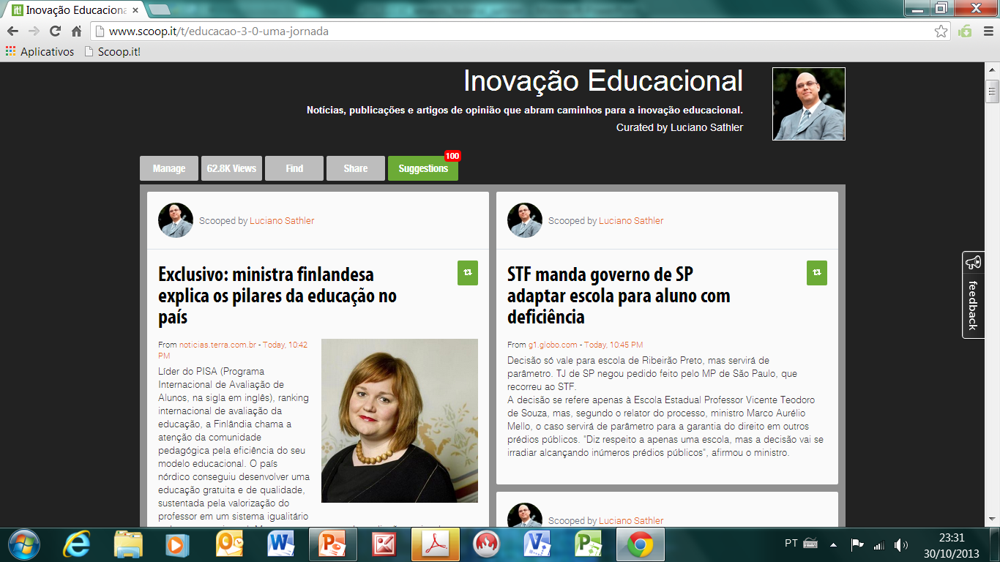 it! Inovação Educaciona
www.scoop.it/t/educacao-3-0-uma-jornada
Aplicativos Scoop.it!
Inovação Educacional
Notícias, publicações e artigos de opinião que abram caminhos para a inovação educacional.
Curated by Luciano Sathler
Manage 62.8K Views Find Share Suggestions 100
Scooped by Luciano Sathler
Exclusivo: ministra finlandesa
explica os pilares da educação no
país
From noticias.terra.com.br - Today, 10:42
PM
Líder do PISA (Programa
Internacional de Avaliação de
Alunos, na sigla em inglês), ranking
internacional de avaliação da
educação, a Finlândia chama a
atenção da comunidade
pedagógica pela eficiência do seu
modelo educacional. O país
nórdico conseguiu desenvolver uma
educação gratuita e de qualidade,
sustentada pela valorização do
professor em um sistema igualitário
Scooped by Luciano Sathler
STF manda governo de SP
adaptar escola para aluno com
deficiência
From g1.globo.com - Today, 10:45 PM
Decisão só vale para escola de Ribeirão Preto, mas servirá de
parâmetro. TJ de SP negou pedido feito pelo MP de São Paulo, que
recorreu ao STF.
A decisão se refere apenas à Escola Estadual Professor Vicente Teodoro
de Souza, mas, segundo o relator do processo, ministro Marco Aurélio
Mello, o caso servirá de parâmetro para a garantia do direito em outros
prédios públicos. "Diz respeito a apenas uma escola, mas a decisão vai se
irradiar alcançando inúmeros prédios públicos", afirmou o ministro.
Scooped by Luciano Sathler
feedback
PT
23:31
30/10/2013